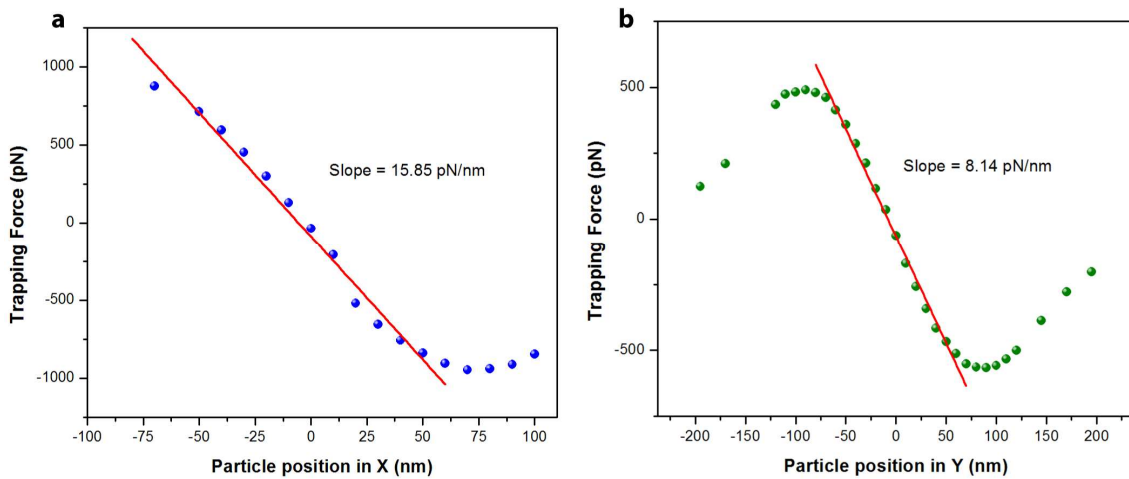 a
Trapping Force (pN)
1000
500
0
-500
-1000
Slope = 15.85 pN/nm
-100 -75 -50 -25 0 25 50 75 100
Particle position in X (nm)
b
Trapping Force (pN)
500
0
-500
Slope = 8.14 pN/nm
-200 -150 -100 -50 0 50 100 150 200
Particle position in Y (nm)